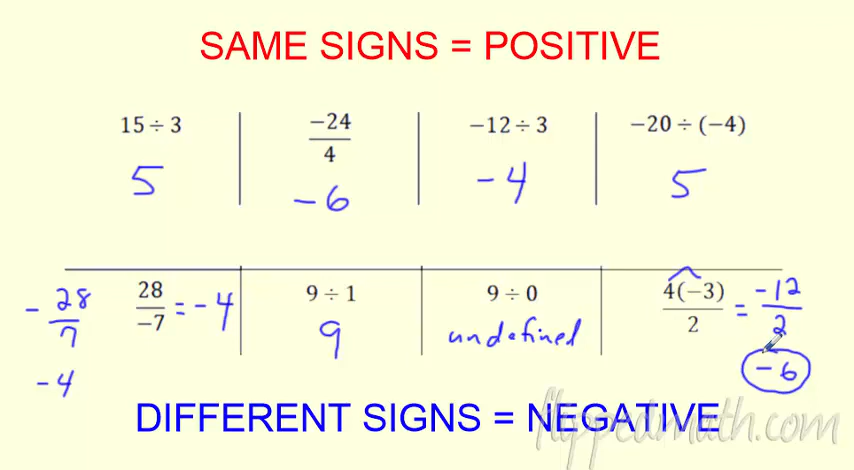 SAME SIGNS = POSITIVE
15 ÷ 3
5
−24
4
−6
−12 ÷ 3
−4
−20 ÷ (−4)
5
−28
7
−4
28
−7
= −4
9 ÷ 1
9
9 ÷ 0
undefined
4(−3)
2
= −12
2
−6
DIFFERENT SIGNS = NEGATIVE
flippedmath.com